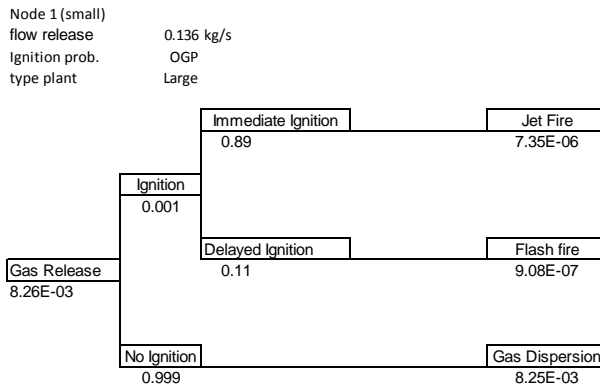 Node 1 (small)
flow release 0.136 kg/s
Ignition prob. OGP
type plant Large
Immediate Ignition Jet Fire
0.89 7.35E-06
Ignition
0.001
Delayed Ignition Flash fire
0.11 9.08E-07
Gas Release
8.26E-03
No Ignition Gas Dispersion
0.999 8.25E-03